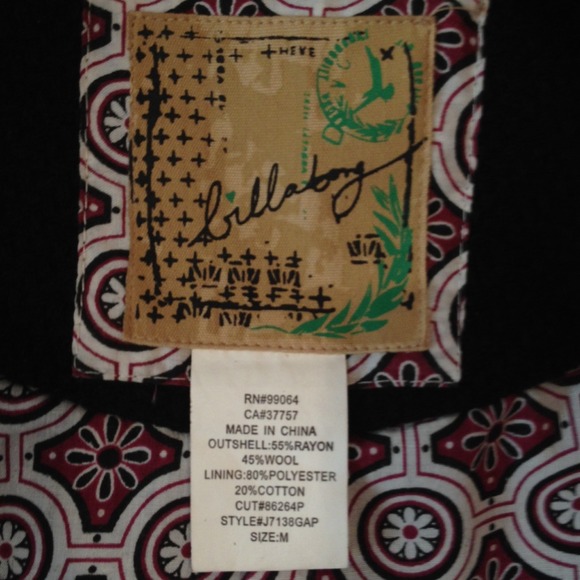 HERE
billabong
RN#99064
CA#37757
MADE IN CHINA
OUTSHELL:55%RAYON
45%WOOL
LINING:80%POLYESTER
20%COTTON
CUT#86264P
STYLE#J7138GAP
SIZE:M